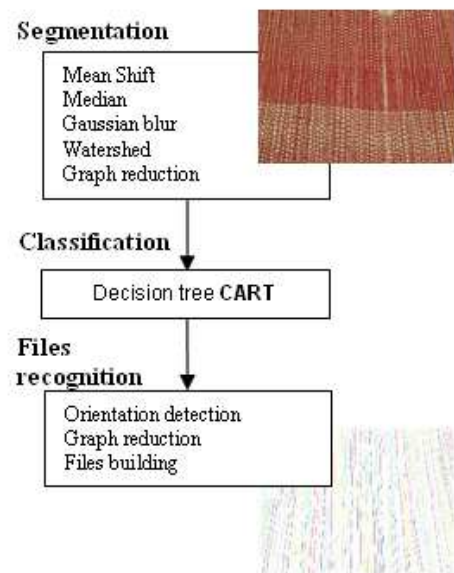 Segmentation
Mean Shift
Median
Gaussian blur
Watershed
Graph reduction
Classification
Decision tree CART
Files
recognition
Orientation detection
Graph reduction
Files building